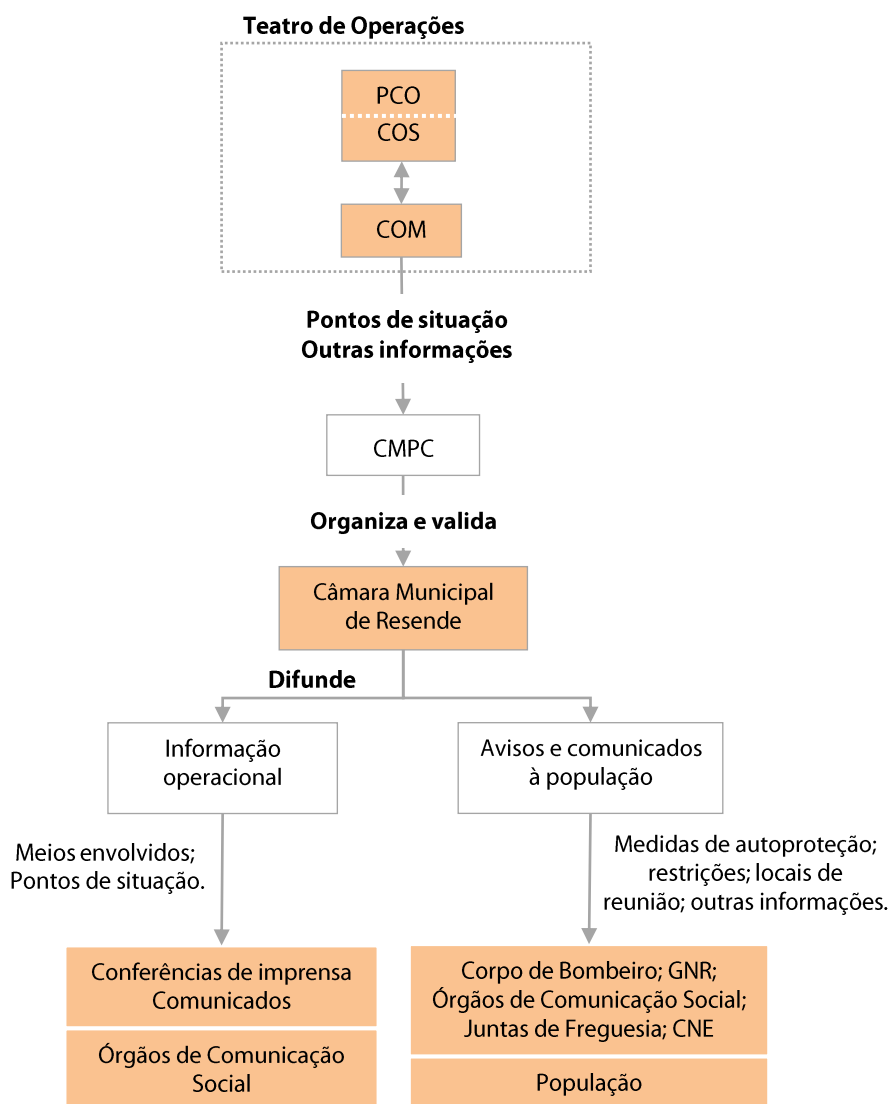 Teatro de Operações
PCO
COS
COM
Pontos de situação
Outras informações
CMPC
Organiza e valida
Câmara Municipal
de Resende
Difunde
Informação
operacional
Avisos e comunicados
à população
Meios envolvidos;
Pontos de situação.
Medidas de autoproteção;
restrições; locais de
reunião; outras informações.
Conferências de imprensa
Comunicados
Órgãos de Comunicação
Social
Corpo de Bombeiro; GNR;
Órgãos de Comunicação Social;
Juntas de Freguesia; CNE
População